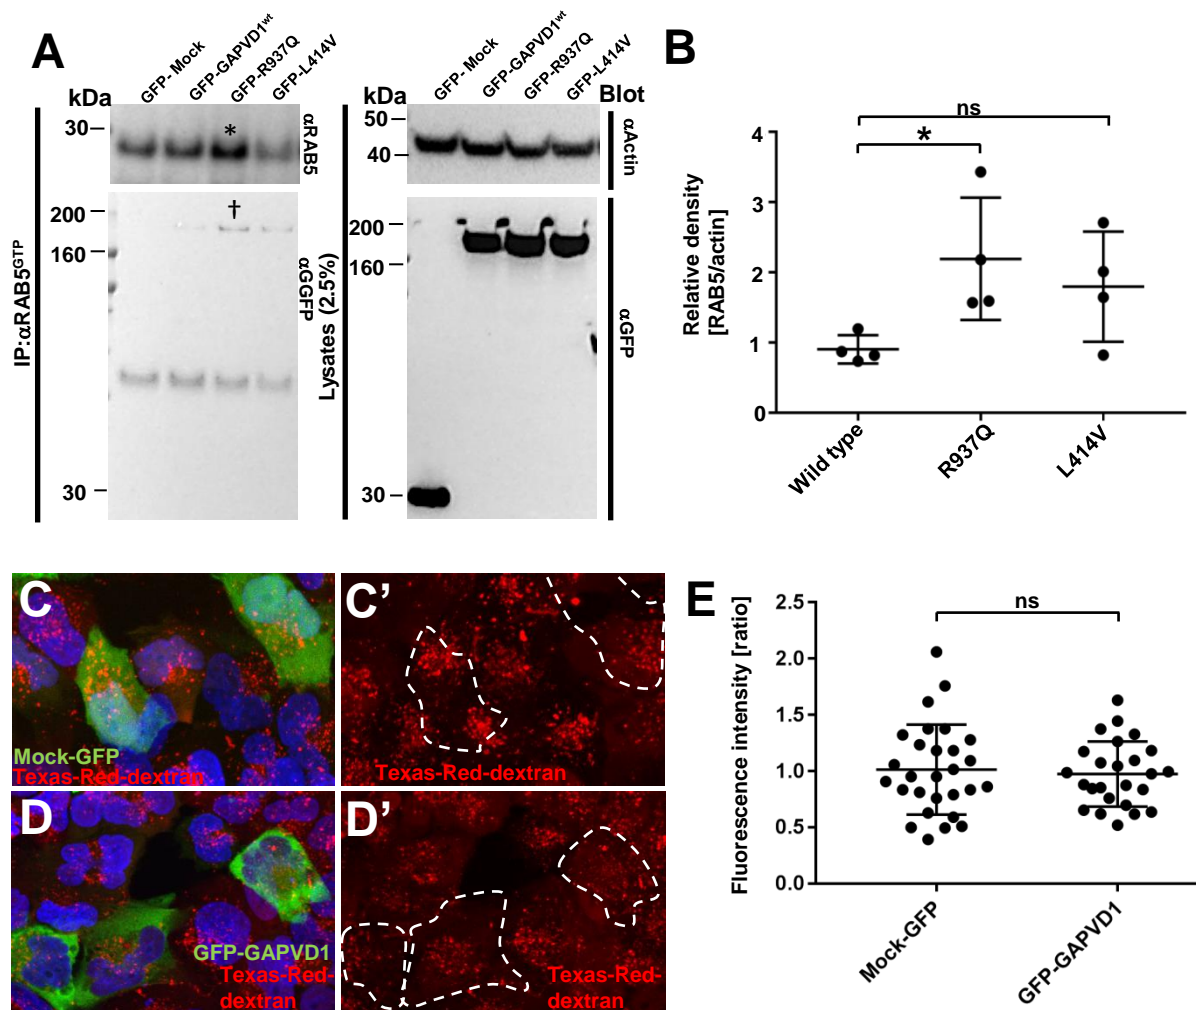 A
GFP- Mock
GFP-GAPVD1wt
GFP-R937Q
GFP-L414V
kDa
30
*
αRAB5
200
160
†
αGGFP
30
IP:αRAB5GTP
GFP- Mock
GFP-GAPVD1wt
GFP-R937Q
GFP-L414V
kDa
Blot
50
40
αActin
200
160
αGFP
30
Lysates (2.5%)
B
ns
*
4
3
2
1
0
Relative density
[RAB5/actin]
Wild type
R937Q
L414V
C
Mock-GFP
Texas-Red-dextran
C’
Texas-Red-dextran
D
GFP-GAPVD1
Texas-Red-
dextran
D’
Texas-Red-
dextran
E
ns
2.5
2.0
1.5
1.0
0.5
0.0
Fluorescence intensity [ratio]
Mock-GFP
GFP-GAPVD1